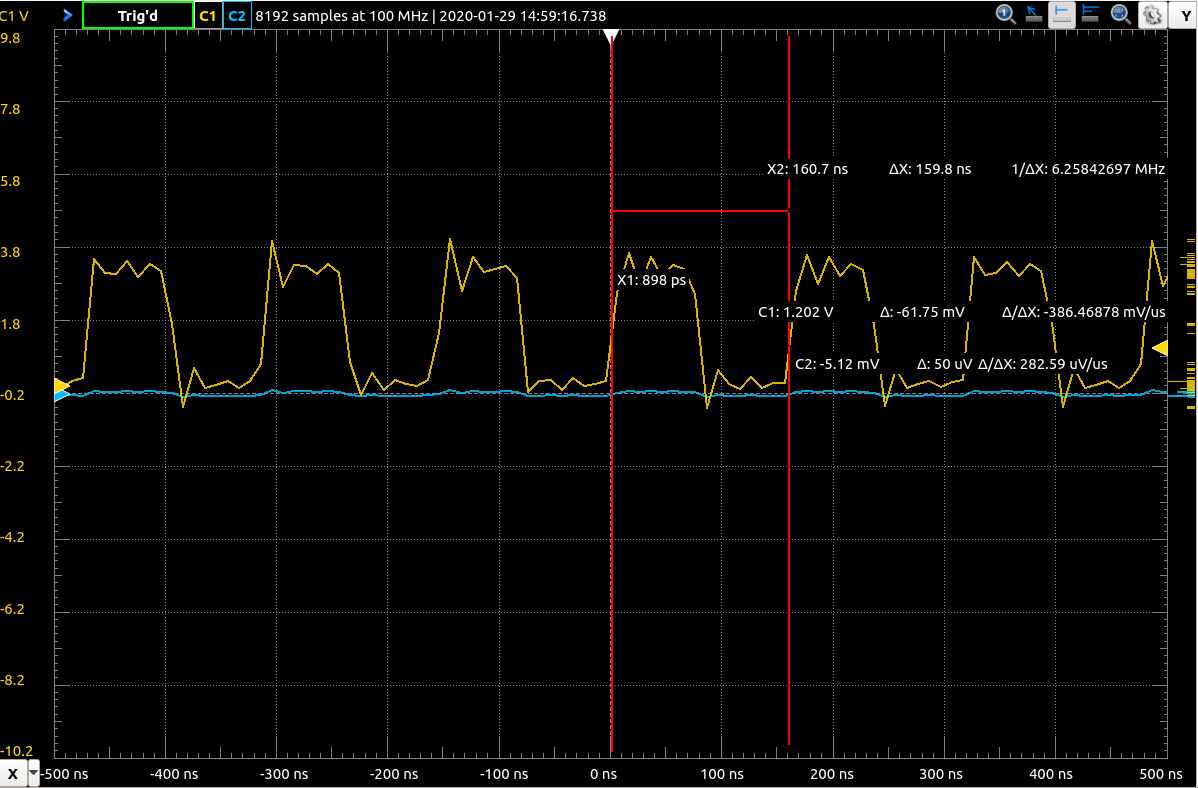 C1 V Trig'd C1 C2 8192 samples at 100 MHz | 2020-01-29 14:59:16.738 Y
9.8
7.8
X2: 160.7 ns ΔX: 159.8 ns 1/ΔX: 6.25842697 MHz
5.8
3.8
X1: 898 ps
C1: 1.202 V Δ: -61.75 mV Δ/ΔX: -386.46878 mV/us
1.8
C2: -5.12 mV Δ: 50 uV Δ/ΔX: 282.59 uV/us
-0.2
-2.2
-4.2
-6.2
-8.2
-10.2
X -500 ns -400 ns -300 ns -200 ns -100 ns 0 ns 100 ns 200 ns 300 ns 400 ns 500 ns